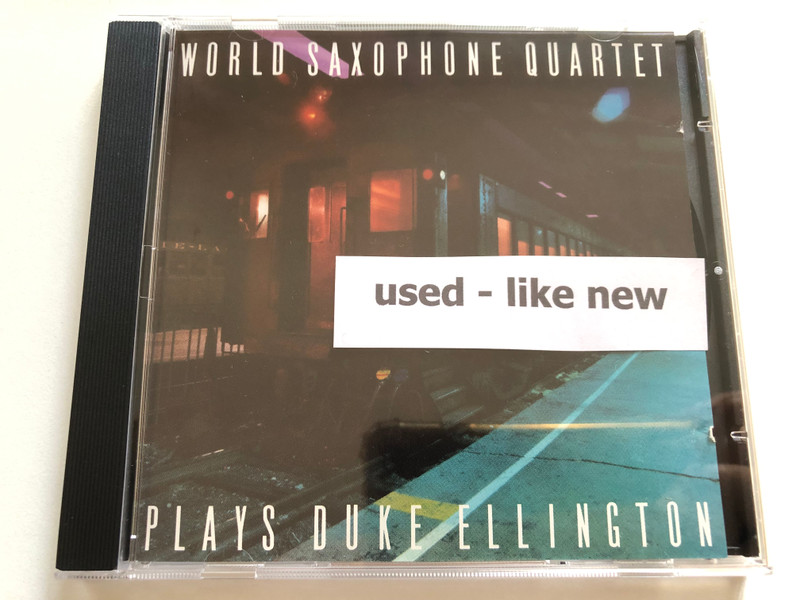 WORLD SAXOPHONE QUARTET
used - like new
PLAYS DUKE ELLINGTON